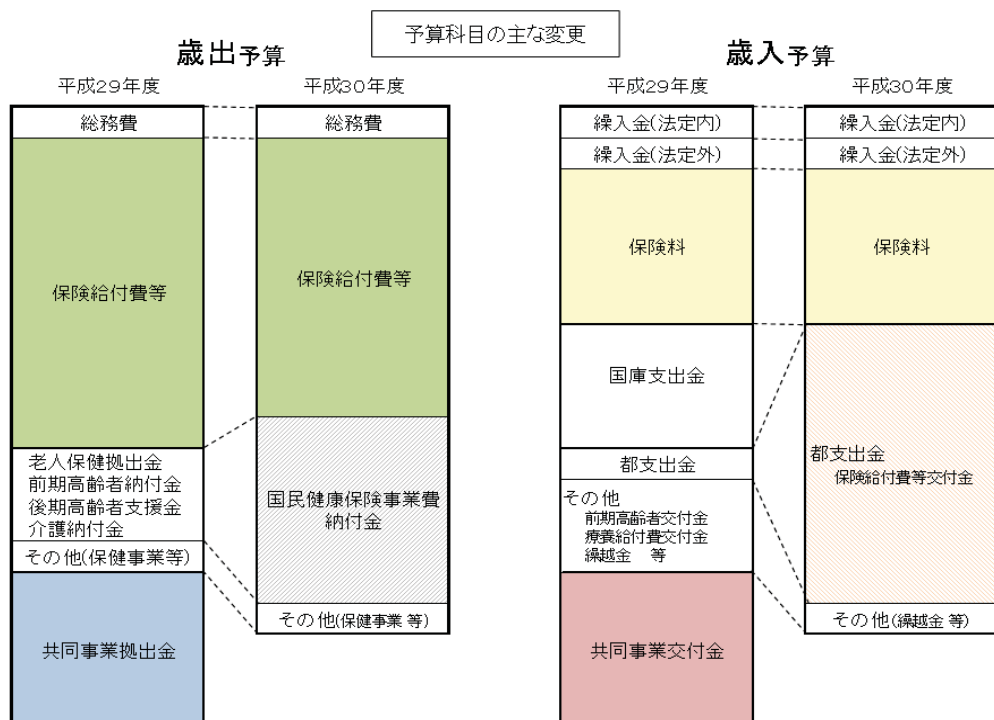 予算科目の主な変更
歳出予算
平成29年度
平成30年度
総務費
保険給付費等
老人保健拠出金
前期高齢者納付金
後期高齢者支援金
介護納付金
その他(保健事業等)
共同事業拠出金
総務費
保険給付費等
国民健康保険事業費
納付金
その他(保健事業 等)
歳入予算
平成29年度
平成30年度
繰入金(法定内)
繰入金(法定外)
保険料
国庫支出金
都支出金
その他
前期高齢者交付金
療養給付費交付金
繰越金 等
共同事業交付金
繰入金(法定内)
繰入金(法定外)
保険料
都支出金
保険給付費等交付金
その他(繰越金 等)